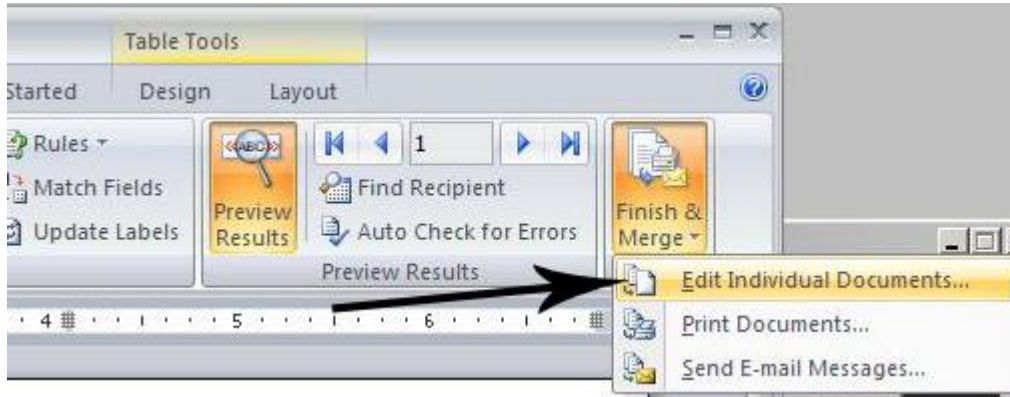 Table Tools
Started Design Layout
Rules
Match Fields
Update Labels
«ABC»
Preview
Results
1
Find Recipient
Auto Check for Errors
Preview Results
Finish &
Merge
Edit Individual Documents...
Print Documents...
Send E-mail Messages...
4 5 6